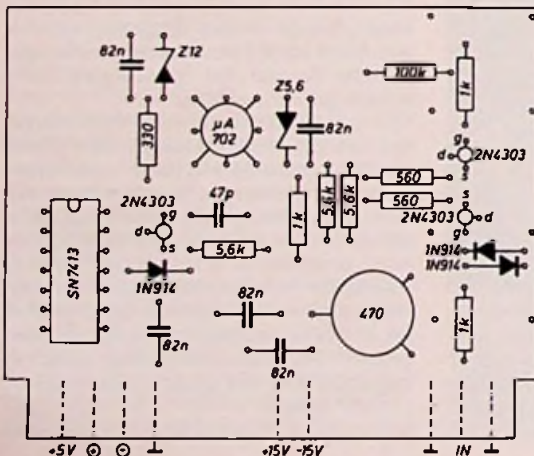 82n
Z12
Z5,6
100k
1k
330
µA
702
82n
g
d
2N4303
s
560
5,6k
5,6k
560
s
2N4303
d
g
47p
2N4303
g
d
s
1k
SN7413
5,6k
1N914
1N914
1N914
82n
470
1k
82n
82n
+5V
+15V
-15V
IN